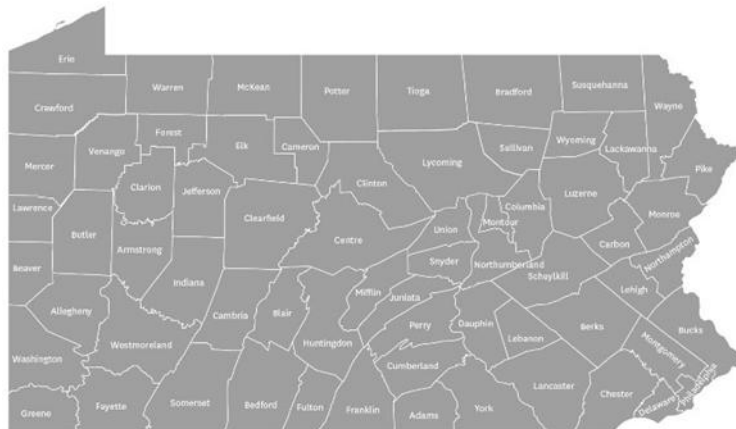 Erie
Warren
McKean
Potter
Tioga
Bradford
Susquehanna
Wayne
Crawford
Forest
Elk
Cameron
Sullivan
Wyoming
Lackawanna
Pike
Mercer
Venango
Clarion
Jefferson
Clinton
Lycoming
Luzerne
Monroe
Lawrence
Butler
Armstrong
Clearfield
Centre
Union
Montour
Columbia
Carbon
Northampton
Beaver
Indiana
Snyder
Northumberland
Schuylkill
Lehigh
Allegheny
Cambria
Blair
Huntingdon
Mifflin
Juniata
Perry
Dauphin
Lebanon
Berks
Montgomery
Bucks
Washington
Westmoreland
Cumberland
Lancaster
Chester
Philadelphia
Delaware
Greene
Fayette
Somerset
Bedford
Fulton
Franklin
Adams
York